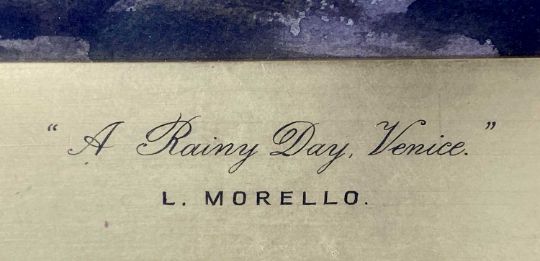 “A Rainy Day, Venice.”
L. MORELLO.